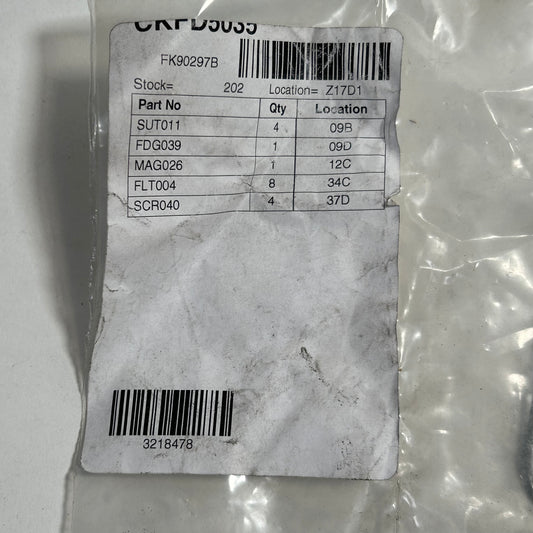 CKFD5035
FK90297B
Stock= 202 Location= Z17D1
Part No Qty Location
SUT011 4 09B
FDG039 1 09D
MAG026 1 12C
FLT004 8 34C
SCR040 4 37D
3218478